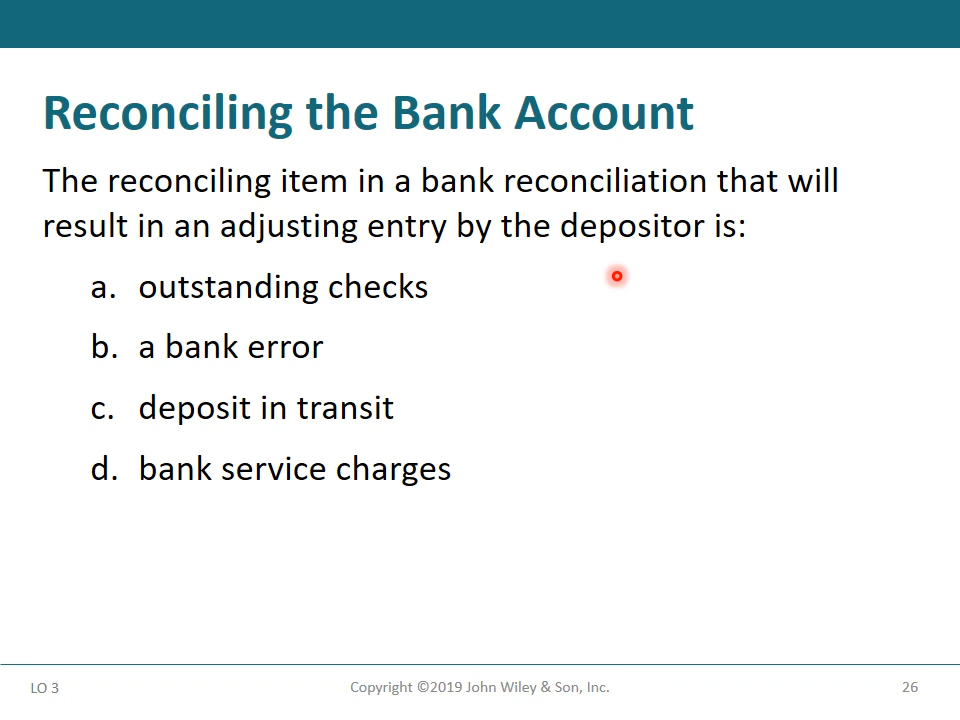 Reconciling the Bank Account
The reconciling item in a bank reconciliation that will
result in an adjusting entry by the depositor is:
a. outstanding checks
b. a bank error
c. deposit in transit
d. bank service charges
LO 3
Copyright ©2019 John Wiley & Son, Inc.
26